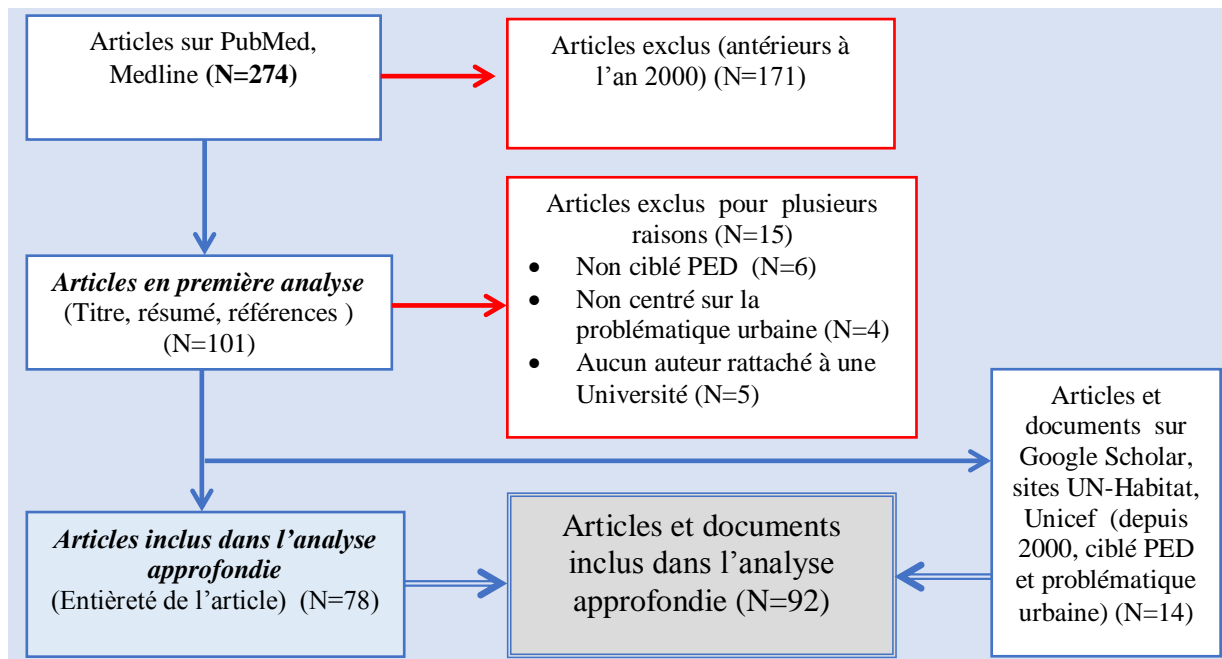 Articles sur PubMed,
Medline (N=274)
Articles exclus (antérieurs à
l’an 2000) (N=171)
Articles en première analyse
(Titre, résumé, références )
(N=101)
Articles exclus pour plusieurs
raisons (N=15)
• Non ciblé PED (N=6)
• Non centré sur la
problématique urbaine (N=4)
• Aucun auteur rattaché à une
Université (N=5)
Articles et
documents sur
Google Scholar,
sites UN-Habitat,
Unicef (depuis
2000, ciblé PED
et problématique
urbaine) (N=14)
Articles inclus dans l’analyse
approfondie
(Entièreté de l’article) (N=78)
Articles et documents
inclus dans l’analyse
approfondie (N=92)